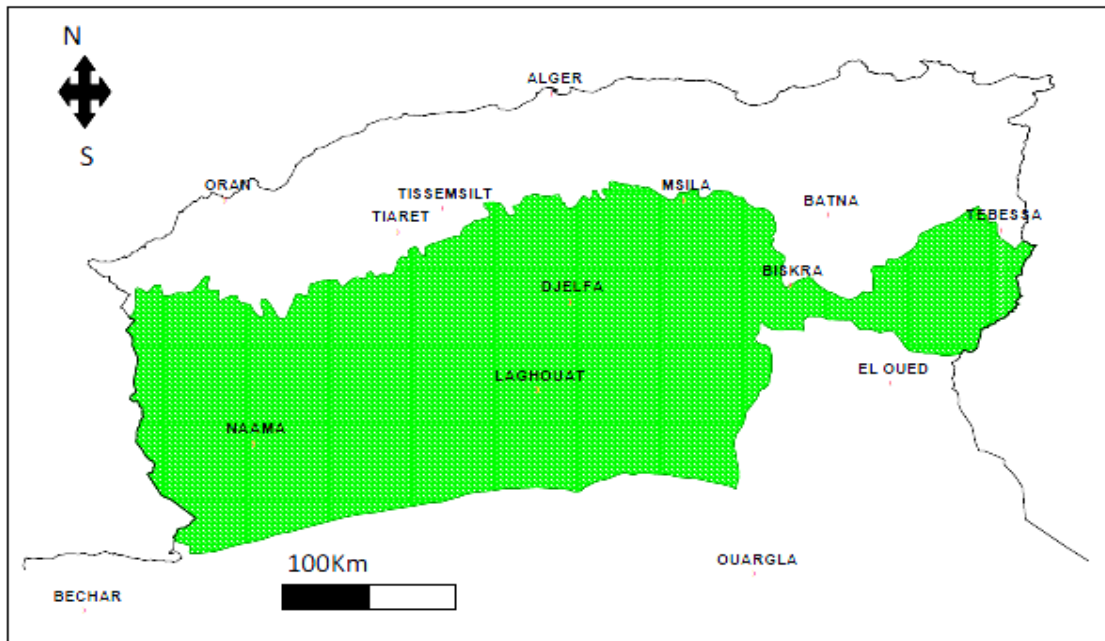 N
S
ALGER
ORAN
TISSEMSILT
MSILA
BATNA
TIARET
TEBESSA
BISKRA
DJELFA
EL OUED
LAGHOUAT
NAAMA
100Km
OUARGLA
BECHAR